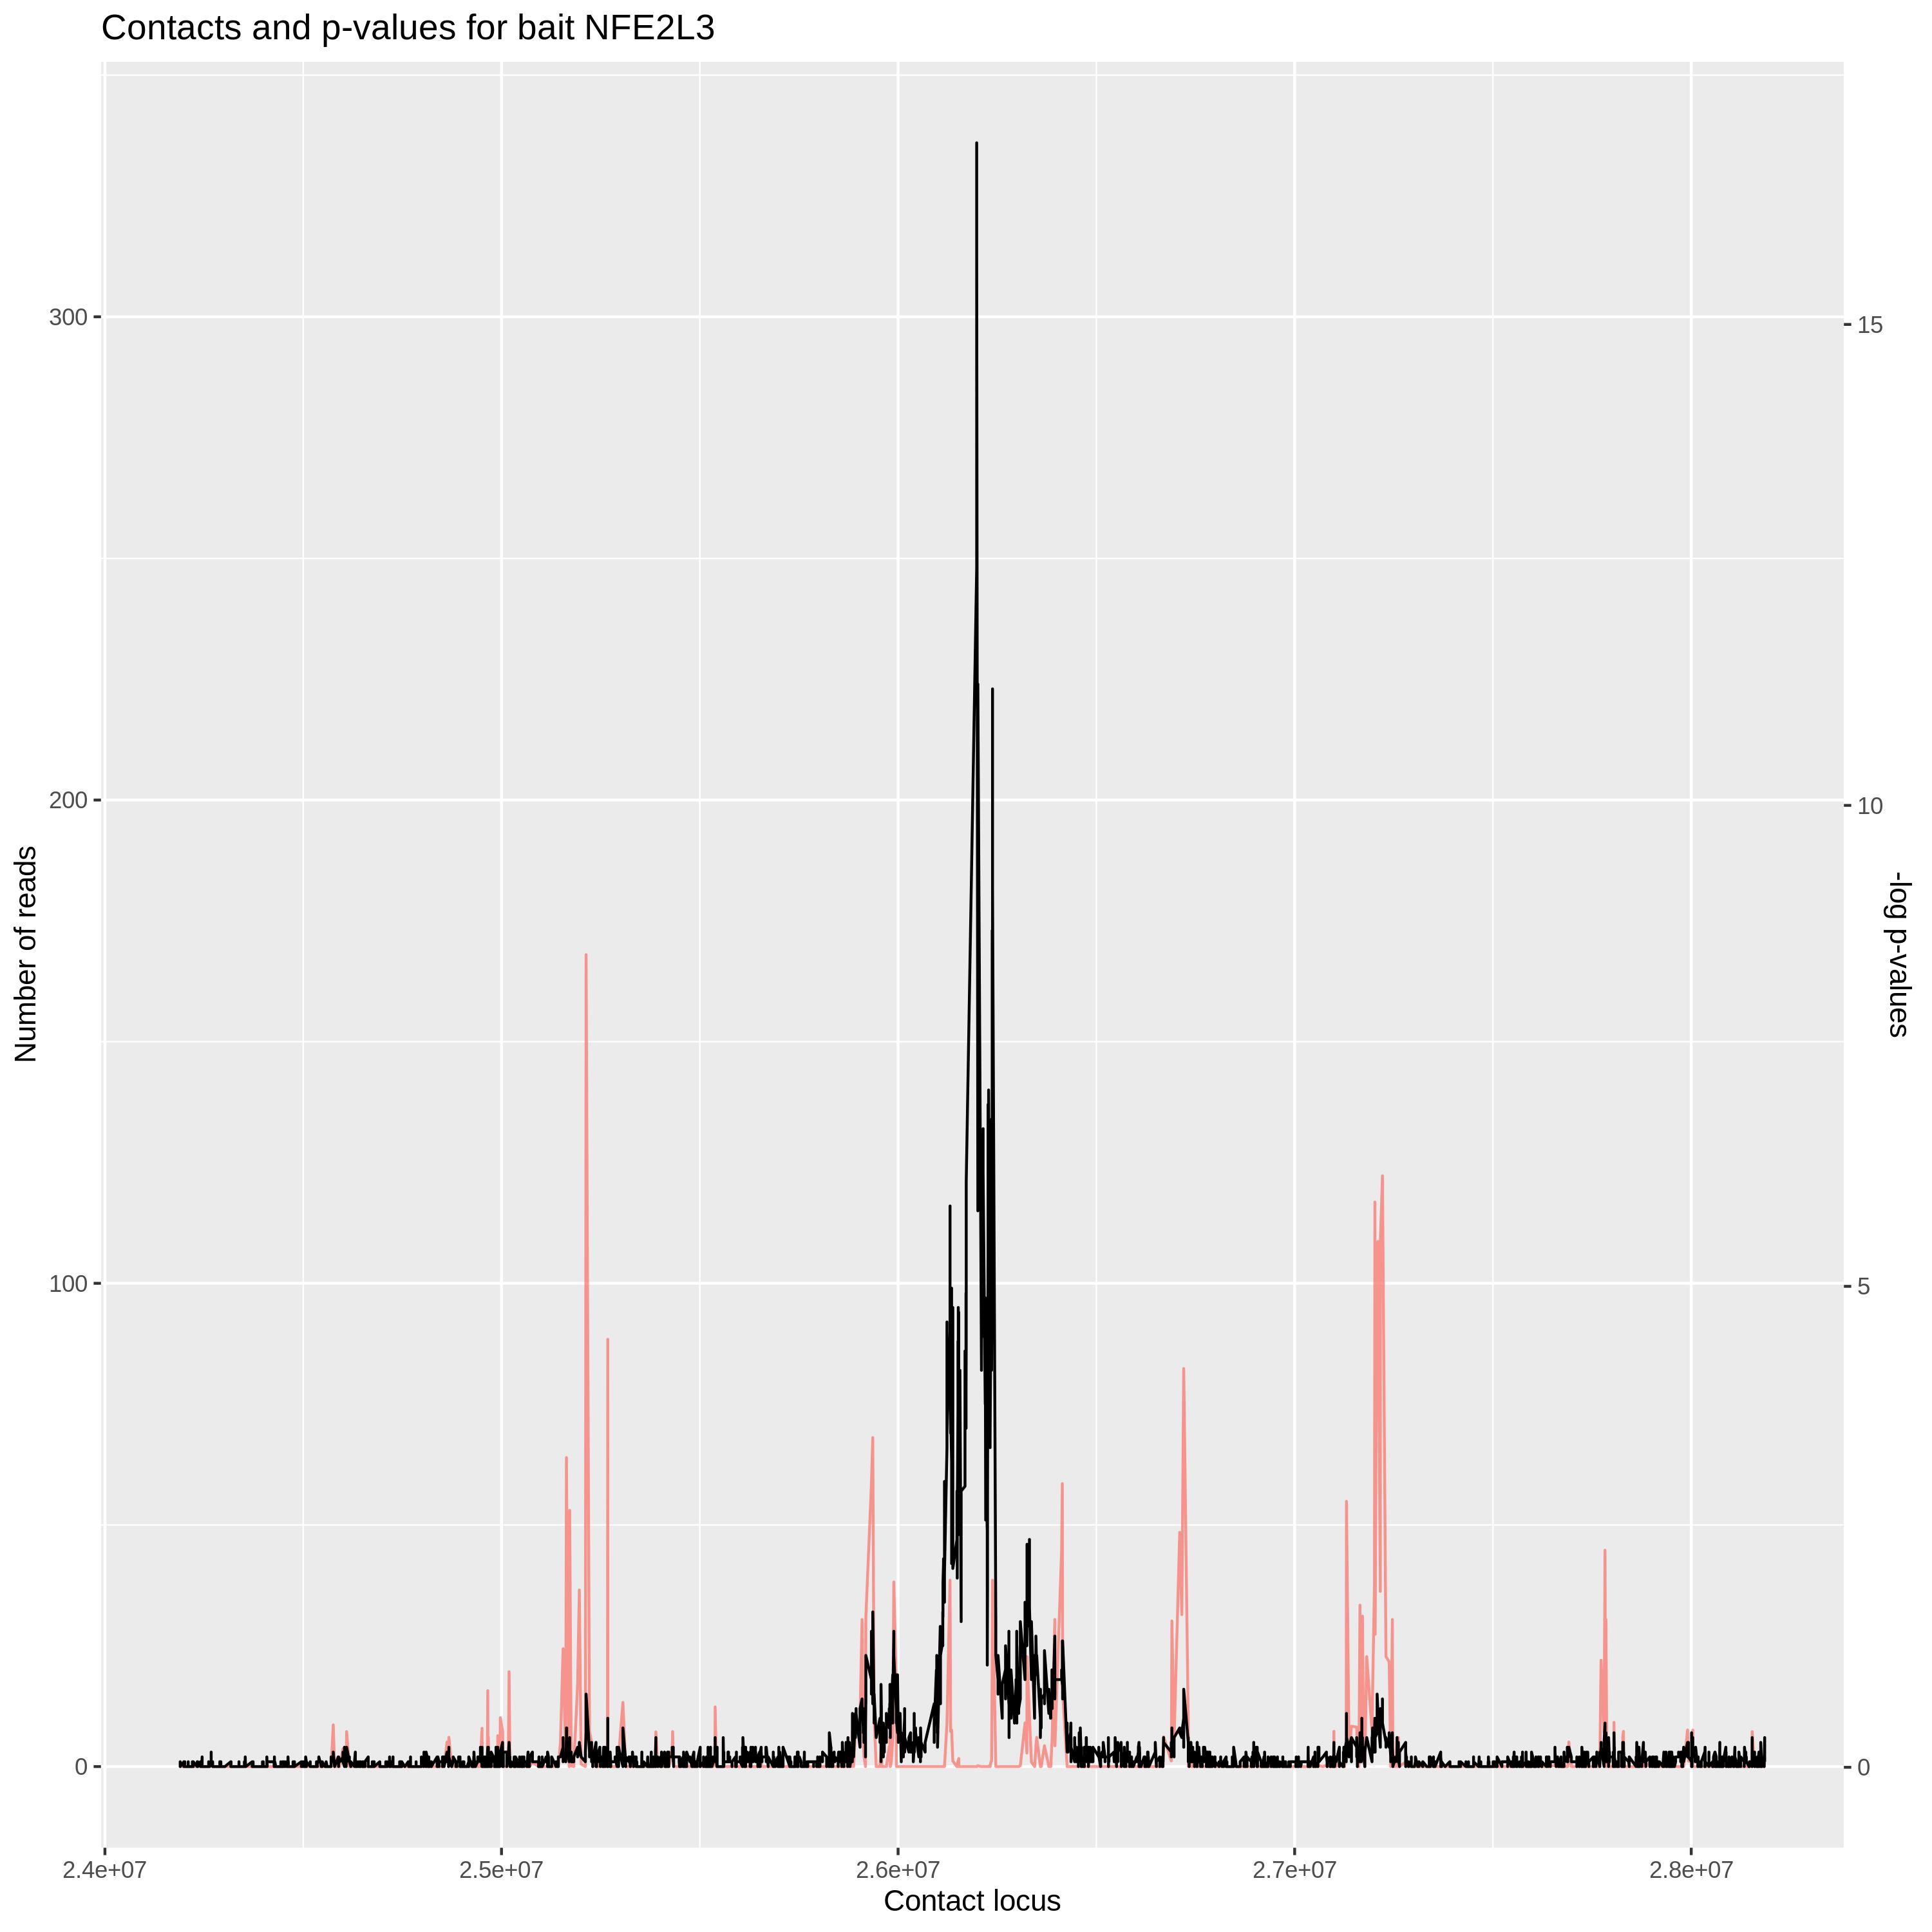 Contacts and p-values for bait NFE2L3
Number of reads
300
200
100
0
15
10
5
0
-log p-values
2.4e+07 2.5e+07 2.6e+07 2.7e+07 2.8e+07
Contact locus